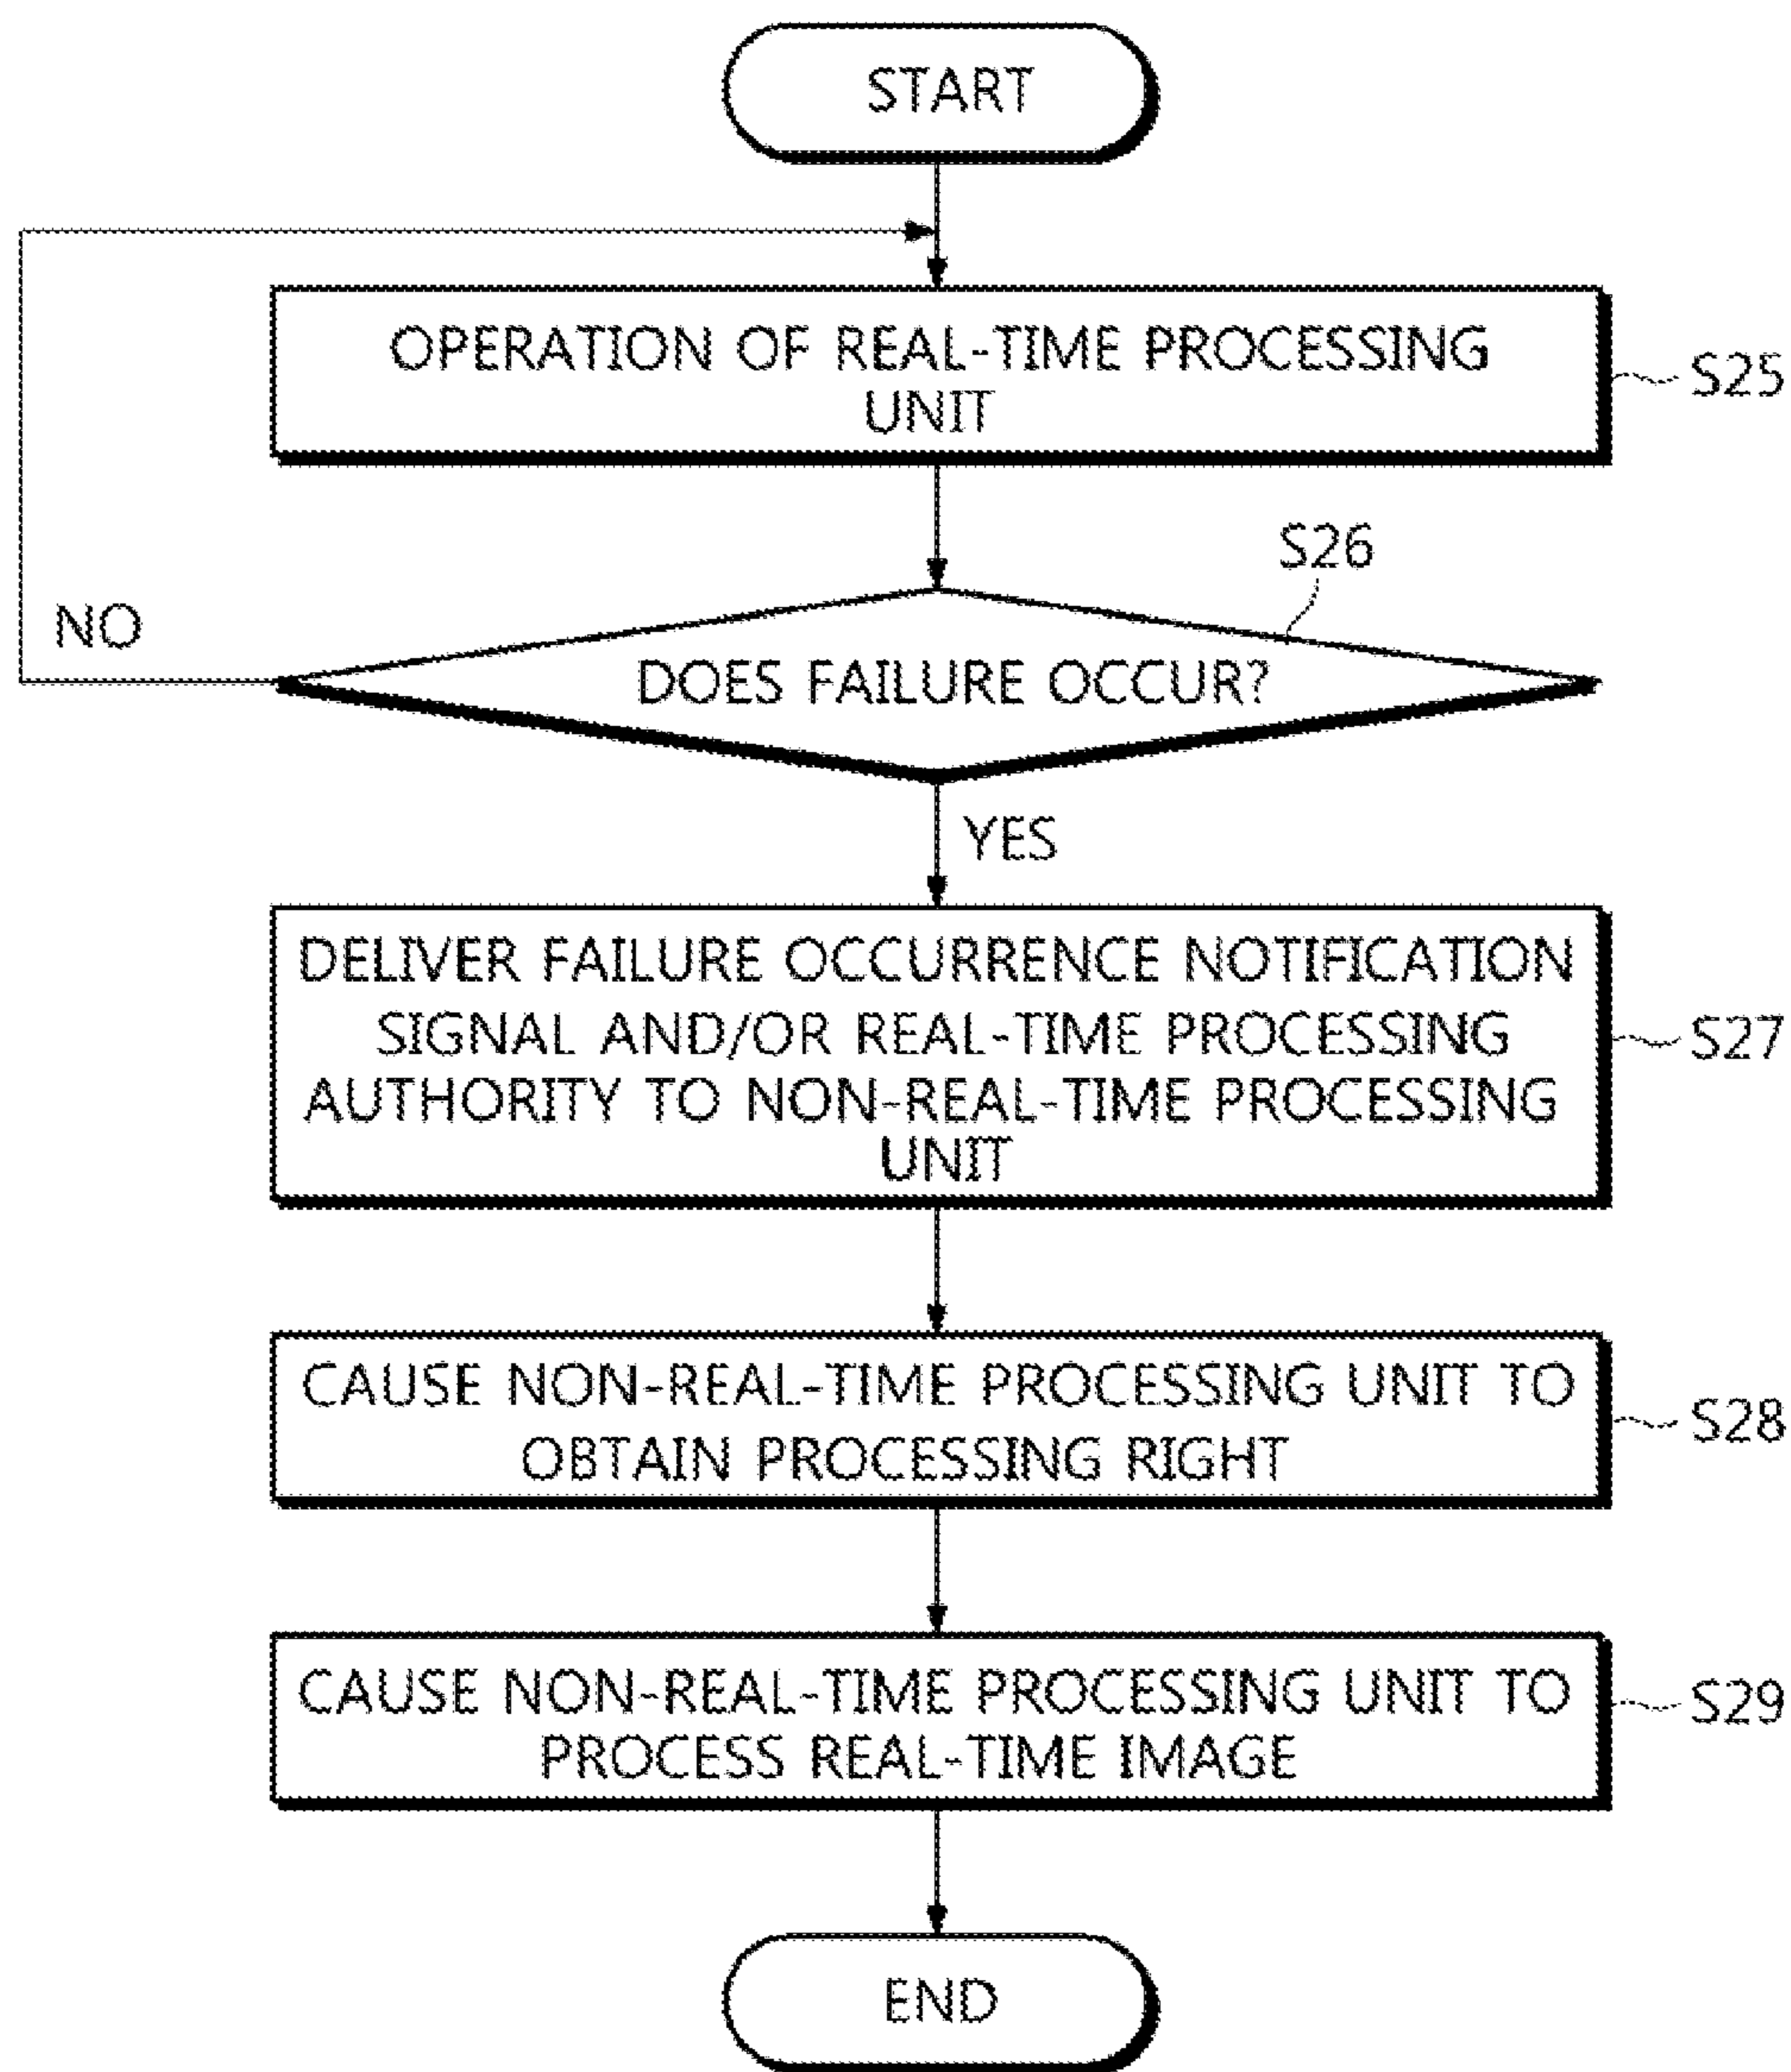 START
OPERATION OF REAL-TIME PROCESSING
UNIT
S25
S26
NO
DOES FAILURE OCCUR?
YES
DELIVER FAILURE OCCURRENCE NOTIFICATION
SIGNAL AND/OR REAL-TIME PROCESSING
AUTHORITY TO NON-REAL-TIME PROCESSING
UNIT
S27
CAUSE NON-REAL-TIME PROCESSING UNIT TO
OBTAIN PROCESSING RIGHT
S28
CAUSE NON-REAL-TIME PROCESSING UNIT TO
PROCESS REAL-TIME IMAGE
S29
END